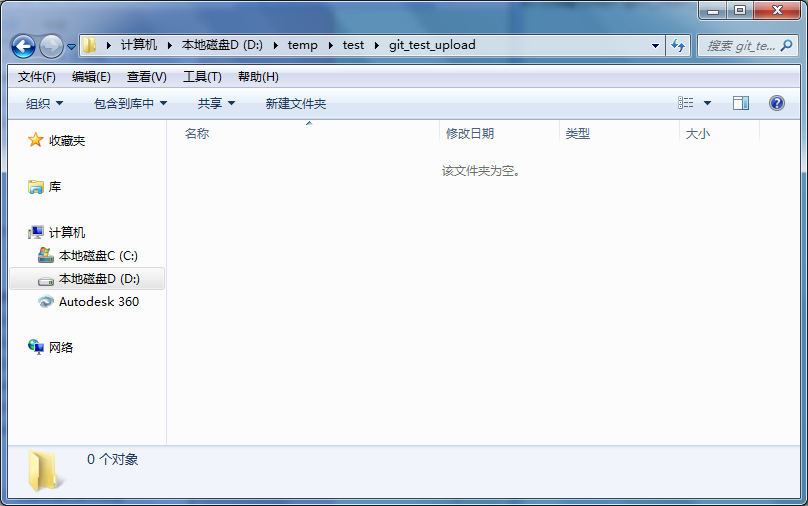 计算机 本地磁盘D (D:) temp test git_test_upload 搜索 git_te...
文件(F) 编辑(E) 查看(V) 工具(T) 帮助(H)
组织 包含到库中 共享 新建文件夹
收藏夹
库
计算机
本地磁盘C (C:)
本地磁盘D (D:)
Autodesk 360
网络
名称 修改日期 类型 大小
该文件夹为空。
0 个对象